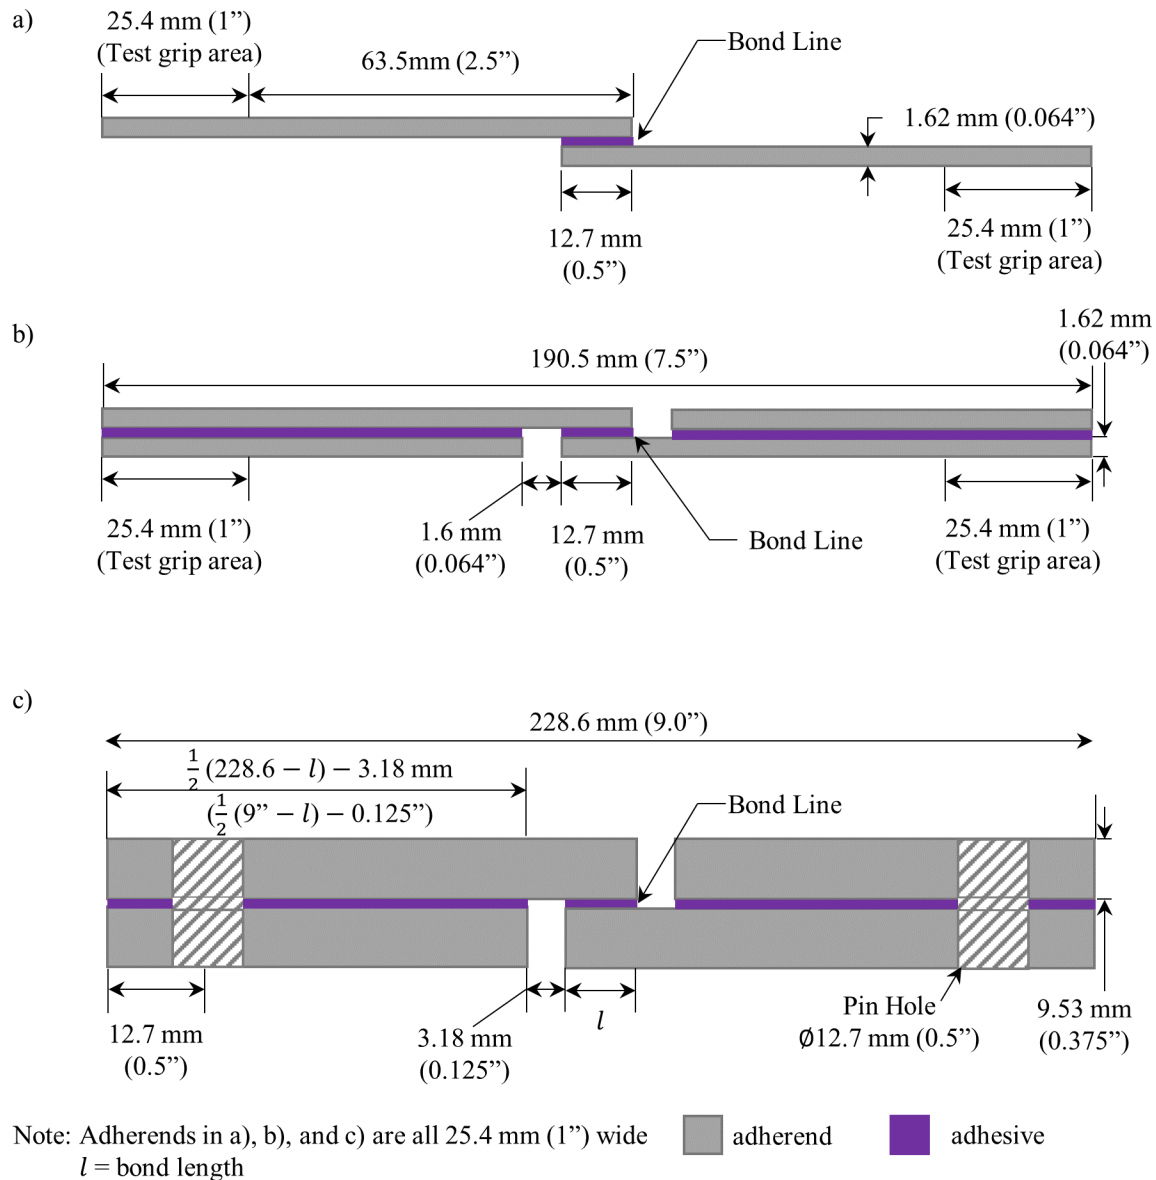 a)
25.4 mm (1”)
(Test grip area)
63.5mm (2.5”)
Bond Line
1.62 mm (0.064”)
12.7 mm
(0.5”)
25.4 mm (1”)
(Test grip area)
b)
190.5 mm (7.5”)
1.62 mm
(0.064”)
25.4 mm (1”)
(Test grip area)
1.6 mm
(0.064”)
12.7 mm
(0.5”)
Bond Line
25.4 mm (1”)
(Test grip area)
c)
228.6 mm (9.0”)
1/2 (228.6 − l) − 3.18 mm
(1/2 (9” − l) − 0.125”)
Bond Line
12.7 mm
(0.5”)
3.18 mm
(0.125”)
l
Pin Hole
Ø12.7 mm (0.5”)
9.53 mm
(0.375”)
Note: Adherends in a), b), and c) are all 25.4 mm (1”) wide
l = bond length
adherend
adhesive